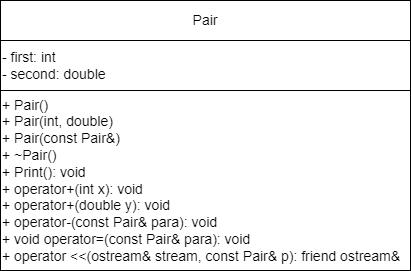 Pair
- first: int
- second: double
+ Pair()
+ Pair(int, double)
+ Pair(const Pair&)
+ ~Pair()
+ Print(): void
+ operator+(int x): void
+ operator+(double y): void
+ operator-(const Pair& para): void
+ void operator=(const Pair& para): void
+ operator <<(ostream& stream, const Pair& p): friend ostream&